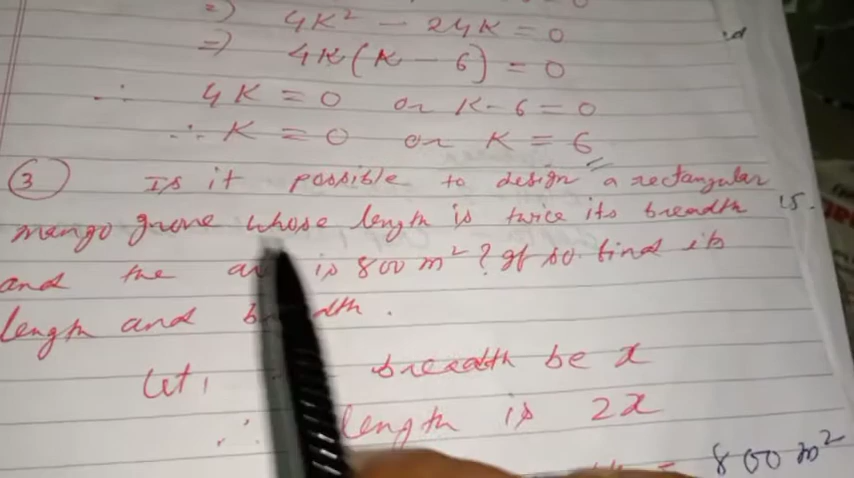 ⇒ 4K² - 24K = 0
⇒ 4K(K - 6) = 0
∴ 4K = 0 or K-6 = 0
∴ K = 0 or K = 6
③ Is it possible to design a rectangular
mango grove whose length is twice its breadth
and the is 800 m² ? If so. find its
length and
Let, breadth be x
∴ length is 2x
800 m²